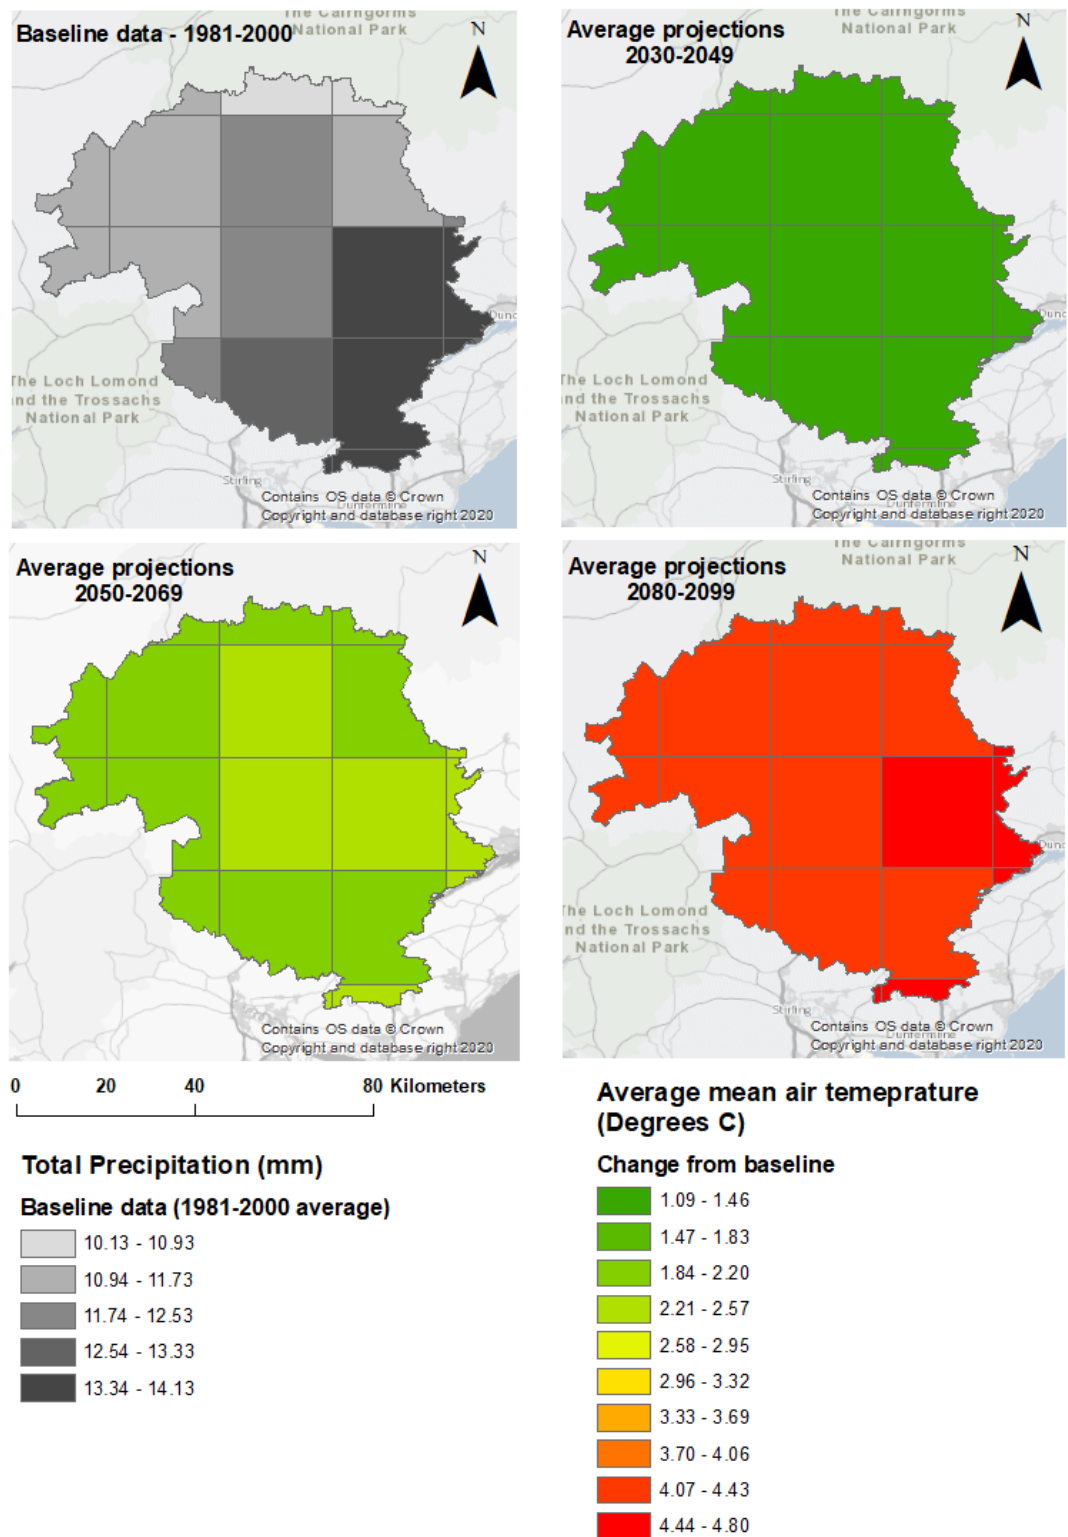 Baseline data - 1981-2000
The Cairngorms
National Park
N
The Loch Lomond
and the Trossachs
National Park
Stirling
Dunfermline
Contains OS data © Crown
Copyright and database right 2020
Average projections
2030-2049
The Cairngorms
National Park
N
The Loch Lomond
and the Trossachs
National Park
Stirling
Dunfermline
Contains OS data © Crown
Copyright and database right 2020
Average projections
2050-2069
N
Contains OS data © Crown
Copyright and database right 2020
Average projections
2080-2099
The Cairngorms
National Park
N
The Loch Lomond
and the Trossachs
National Park
Stirling
Dunfermline
Contains OS data © Crown
Copyright and database right 2020
0 20 40 80 Kilometers
Total Precipitation (mm)
Baseline data (1981-2000 average)
10.13 - 10.93
10.94 - 11.73
11.74 - 12.53
12.54 - 13.33
13.34 - 14.13
Average mean air temeprature
(Degrees C)
Change from baseline
1.09 - 1.46
1.47 - 1.83
1.84 - 2.20
2.21 - 2.57
2.58 - 2.95
2.96 - 3.32
3.33 - 3.69
3.70 - 4.06
4.07 - 4.43
4.44 - 4.80